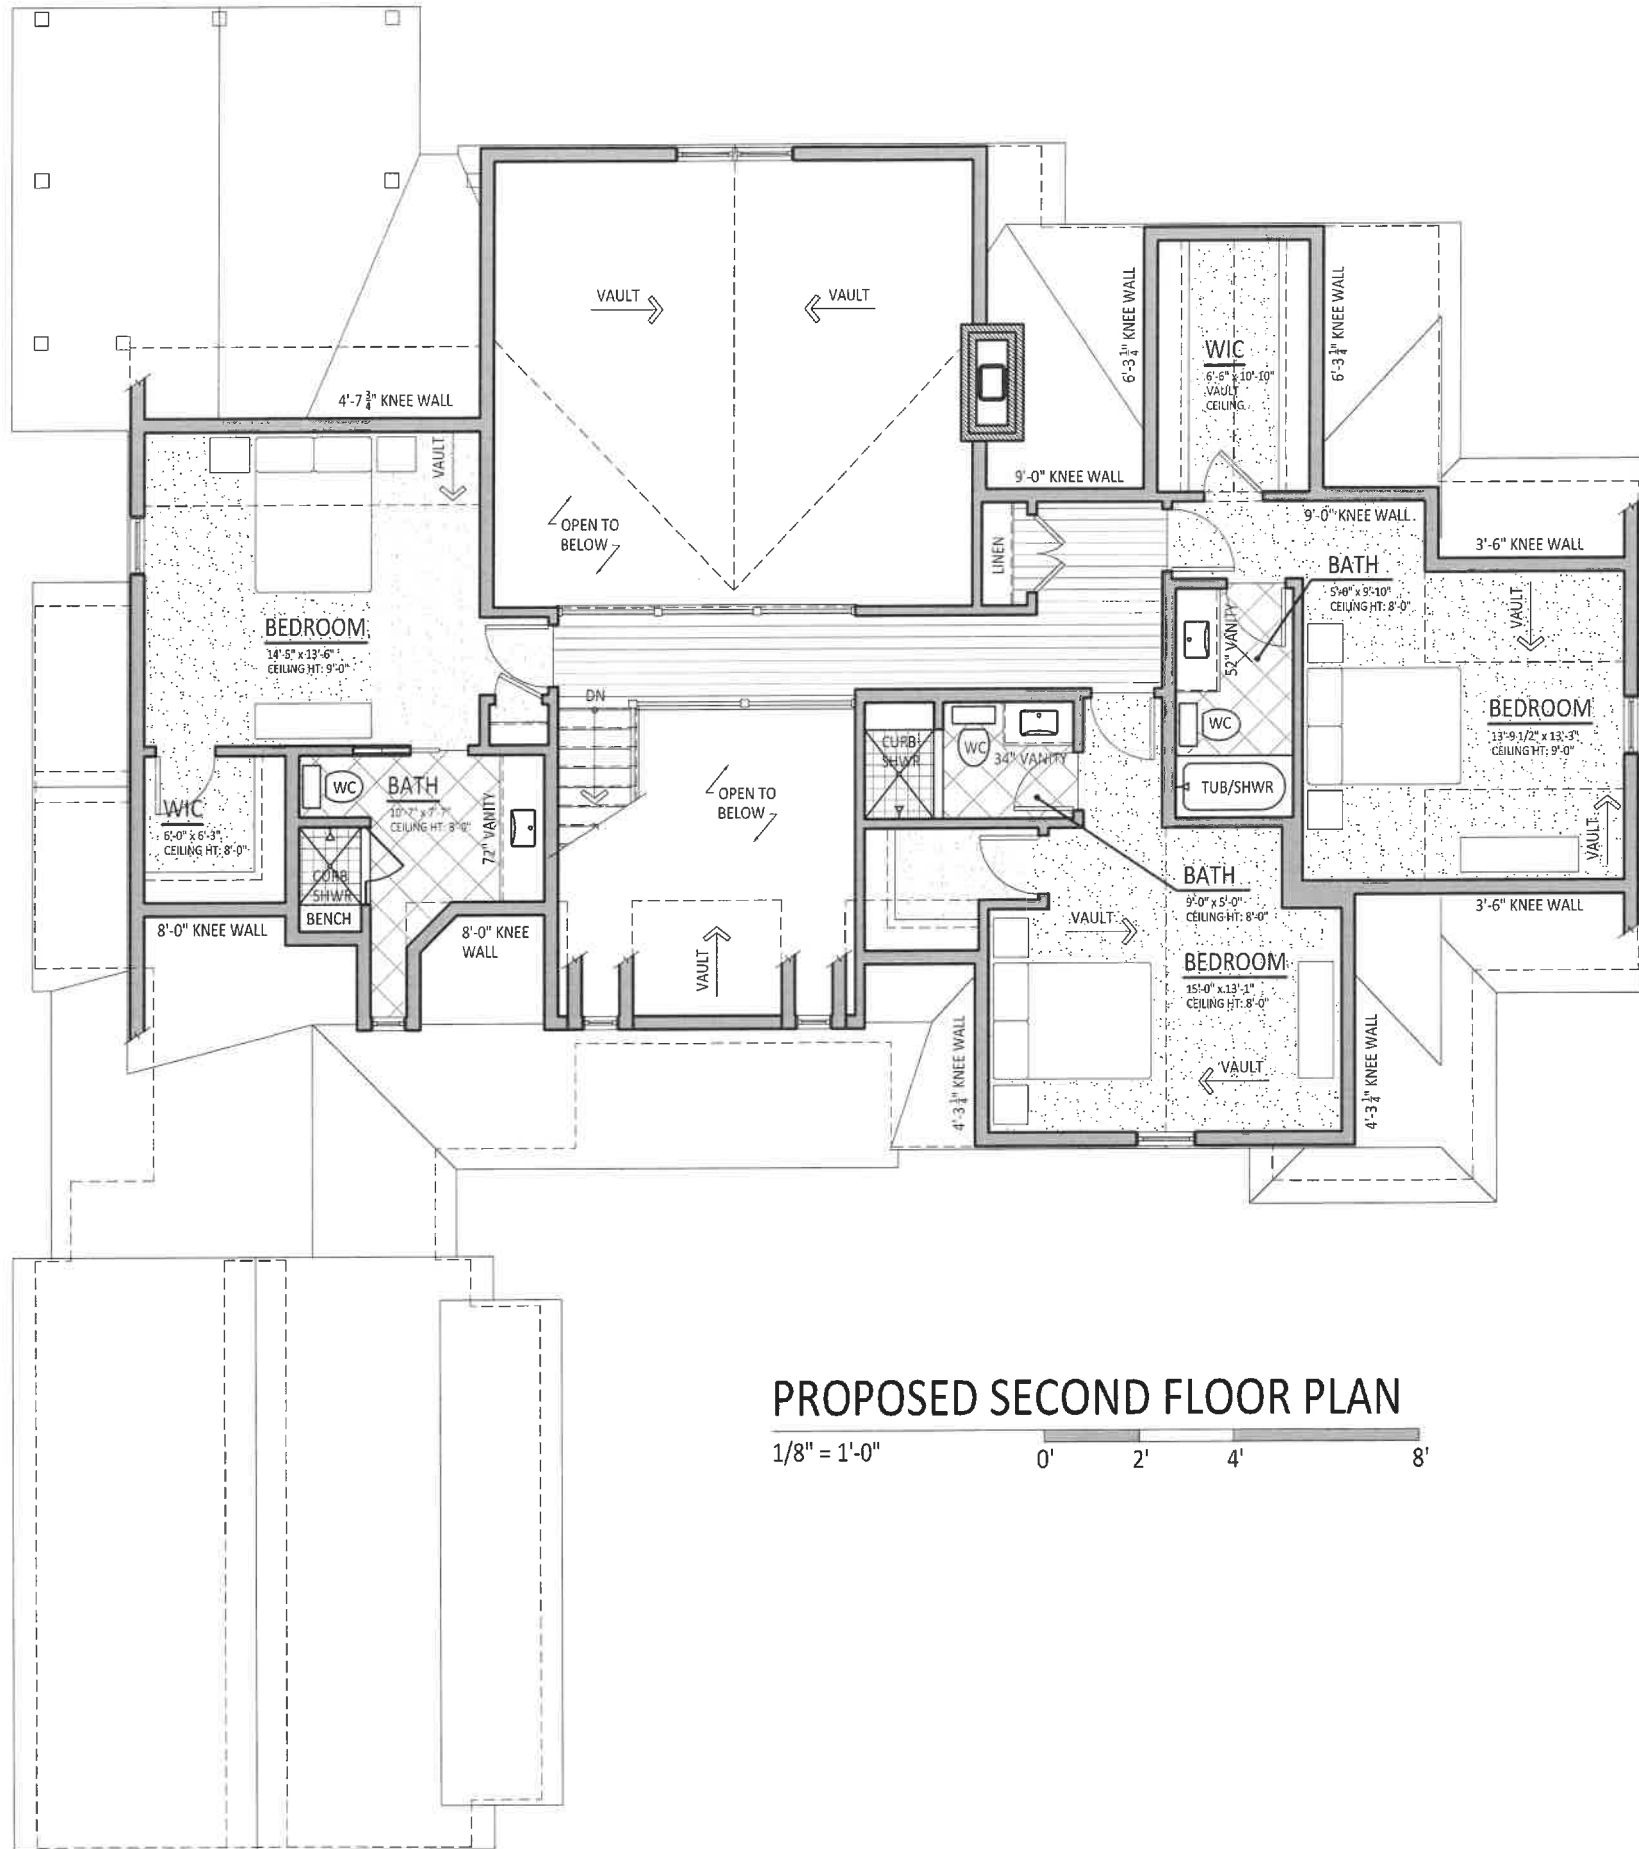 VAULT
VAULT
6'-3 1/4" KNEE WALL
6'-3 1/4" KNEE WALL
WIC
6'-6" x 10'-10"
VAULT
CEILING
4'-7 3/4" KNEE WALL
VAULT
9'-0" KNEE WALL
OPEN TO
BELOW
LINEN
9'-0" KNEE WALL
3'-6" KNEE WALL
BATH
5'-0" x 9'-10"
CEILING HT: 8'-0"
VAULT
BEDROOM
14'-5" x 13'-6"
CEILING HT: 9'-0"
52" VANITY
DN
WC
BEDROOM
13'-9 1/2" x 13'-3"
CEILING HT: 9'-0"
CURB
SHWR
WC
34" VANITY
TUB/SHWR
WC
BATH
10'-7" x 7'-7"
CEILING HT: 8'-0"
72" VANITY
OPEN TO
BELOW
WIC
6'-0" x 6'-3"
CEILING HT: 8'-0"
VAULT
CURB
SHWR
BENCH
BATH
9'-0" x 5'-0"
CEILING HT: 8'-0"
3'-6" KNEE WALL
8'-0" KNEE WALL
8'-0" KNEE
WALL
VAULT
VAULT
BEDROOM
15'-0" x 13'-1"
CEILING HT: 8'-0"
4'-3 1/4" KNEE WALL
VAULT
4'-3 1/4" KNEE WALL
PROPOSED SECOND FLOOR PLAN
1/8" = 1'-0"
0' 2' 4' 8'